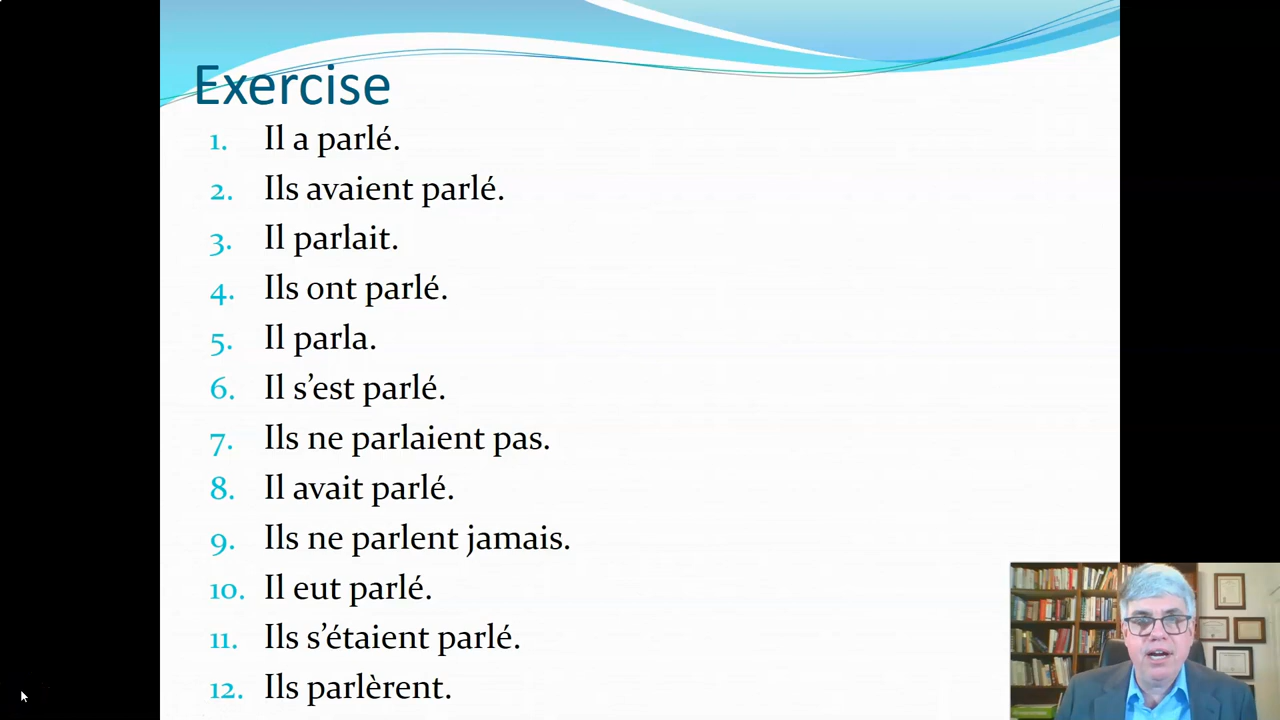 Exercise
1. Il a parlé.
2. Ils avaient parlé.
3. Il parlait.
4. Ils ont parlé.
5. Il parla.
6. Il s’est parlé.
7. Ils ne parlaient pas.
8. Il avait parlé.
9. Ils ne parlent jamais.
10. Il eut parlé.
11. Ils s’étaient parlé.
12. Ils parlèrent.